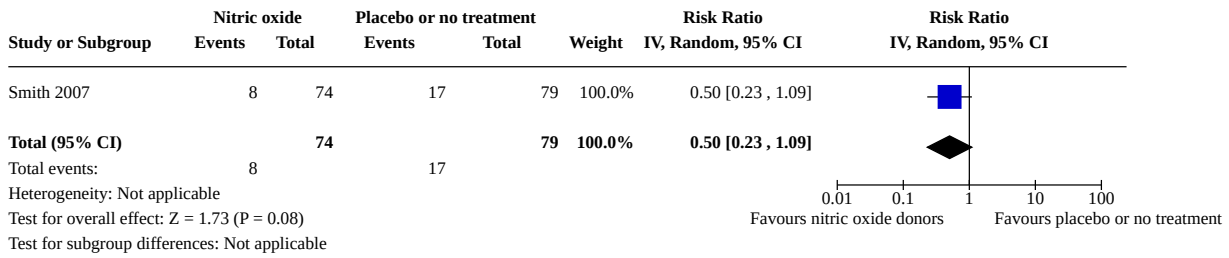 Nitric oxide Placebo or no treatment Risk Ratio Risk Ratio
Study or Subgroup Events Total Events Total Weight IV, Random, 95% CI IV, Random, 95% CI
Smith 2007 8 74 17 79 100.0% 0.50 [0.23 , 1.09]
Total (95% CI) 74 79 100.0% 0.50 [0.23 , 1.09]
Total events: 8 17
Heterogeneity: Not applicable
0.01 0.1 1 10 100
Test for overall effect: Z = 1.73 (P = 0.08)
Favours nitric oxide donors Favours placebo or no treatment
Test for subgroup differences: Not applicable